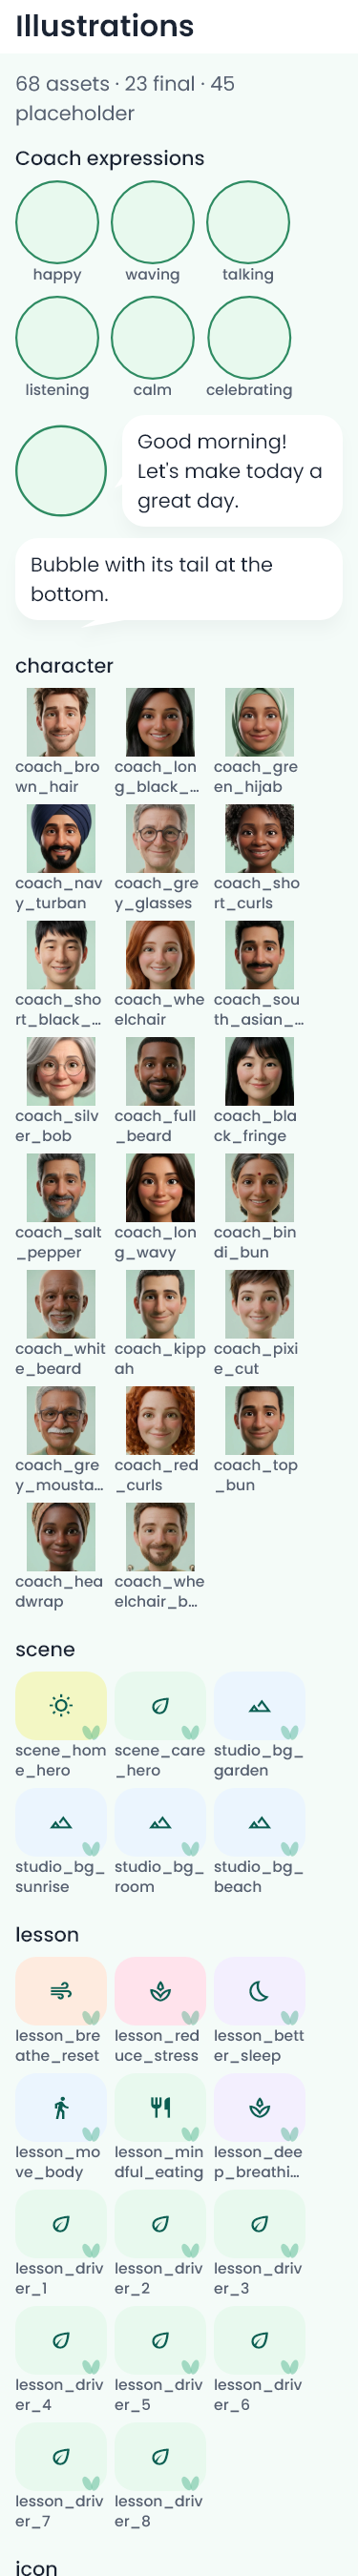 Illustrations
68 assets · 23 final · 45
placeholder
Coach expressions
happy
waving
talking
listening
calm
celebrating
Good morning!
Let's make today a
great day.
Bubble with its tail at the
bottom.
character
coach_bro
wn_hair
coach_lon
g_black_...
coach_gre
en_hijab
coach_nav
y_turban
coach_gre
y_glasses
coach_sho
rt_curls
coach_sho
rt_black_...
coach_whe
elchair
coach_sou
th_asian_...
coach_silv
er_bob
coach_full
_beard
coach_bla
ck_fringe
coach_salt
_pepper
coach_lon
g_wavy
coach_bin
di_bun
coach_whit
e_beard
coach_kipp
ah
coach_pixi
e_cut
coach_gre
y_mousta...
coach_red
_curls
coach_top
_bun
coach_hea
dwrap
coach_whe
elchair_b...
scene
scene_hom
e_hero
scene_care
_hero
studio_bg_
garden
studio_bg_
sunrise
studio_bg_
room
studio_bg_
beach
lesson
lesson_bre
athe_reset
lesson_red
uce_stress
lesson_bett
er_sleep
lesson_mo
ve_body
lesson_min
dful_eating
lesson_dee
p_breathi...
lesson_driv
er_1
lesson_driv
er_2
lesson_driv
er_3
lesson_driv
er_4
lesson_driv
er_5
lesson_driv
er_6
lesson_driv
er_7
lesson_driv
er_8
icon